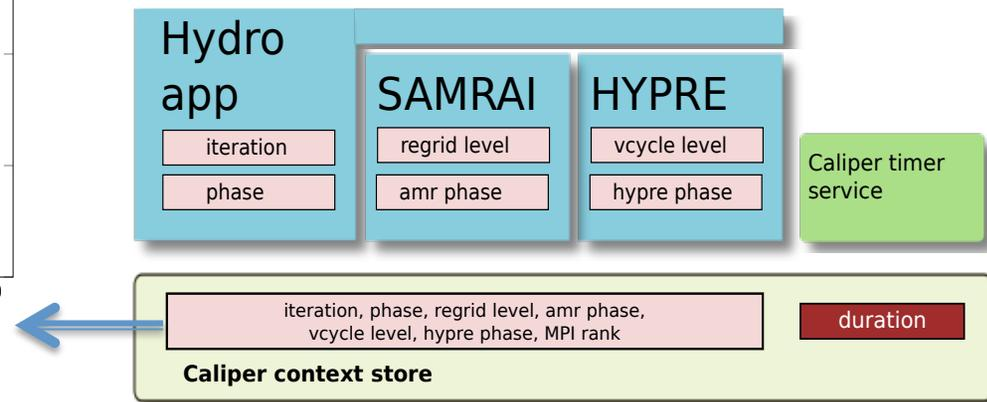 Hydro
app
SAMRAI
HYPRE
iteration
regrid level
vcycle level
phase
amr phase
hypre phase
Caliper timer
service
iteration, phase, regrid level, amr phase,
vcycle level, hypre phase, MPI rank
duration
Caliper context store